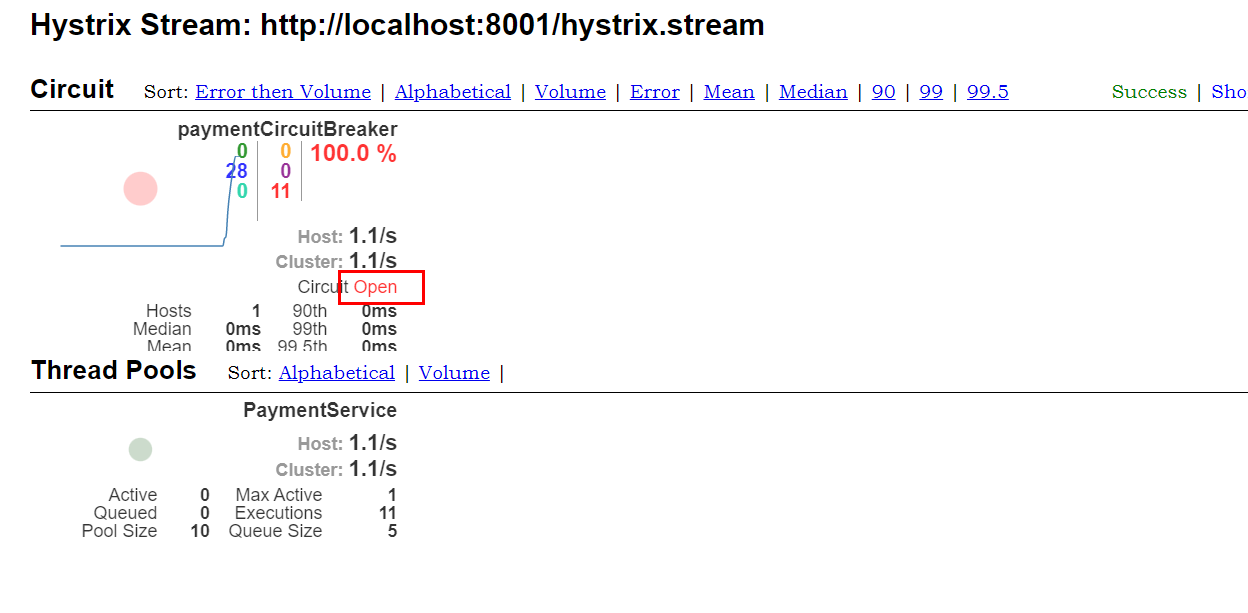 Hystrix Stream: http://localhost:8001/hystrix.stream
Circuit Sort: Error then Volume | Alphabetical | Volume | Error | Mean | Median | 90 | 99 | 99.5 Success | Sho
paymentCircuitBreaker
0 0 100.0 %
28 0
0 11
Host: 1.1/s
Cluster: 1.1/s
Circuit Open
Hosts 1 90th 0ms
Median 0ms 99th 0ms
Mean 0ms 99.5th 0ms
Thread Pools Sort: Alphabetical | Volume |
PaymentService
Host: 1.1/s
Cluster: 1.1/s
Active 0 Max Active 1
Queued 0 Executions 11
Pool Size 10 Queue Size 5